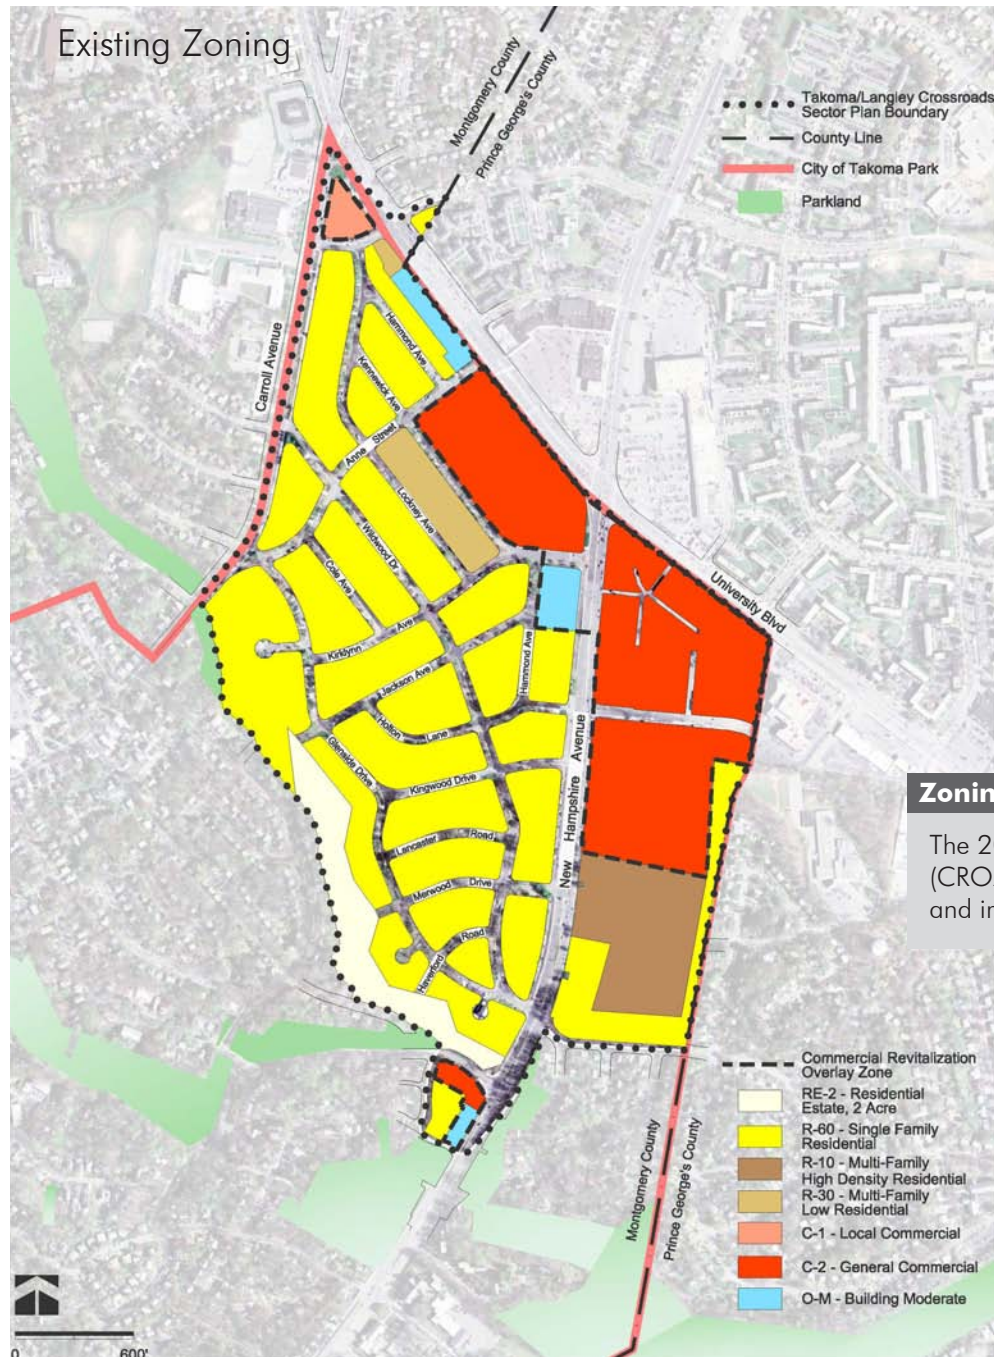 Existing Zoning
Montgomery County
Prince George's County
Takoma/Langley Crossroads
Sector Plan Boundary
County Line
City of Takoma Park
Parkland
Carroll Avenue
Hammond Ave
Kennewick Ave
Anne Street
Lockney Ave
Wildwood Dr
Cole Ave
University Blvd
Kirklynn Ave
Hammond Ave
Jackson Ave
Holton Lane
Glenside Drive
Kingwood Drive
New Hampshire Avenue
Lancaster Road
Merwood Drive
Haverford Road
Zonin
The 2
(CRO
and in
Commercial Revitalization
Overlay Zone
RE-2 - Residential
Estate, 2 Acre
R-60 - Single Family
Residential
R-10 - Multi-Family
High Density Residential
R-30 - Multi-Family
Low Residential
C-1 - Local Commercial
C-2 - General Commercial
O-M - Building Moderate
Montgomery County
Prince George's County
0 600'